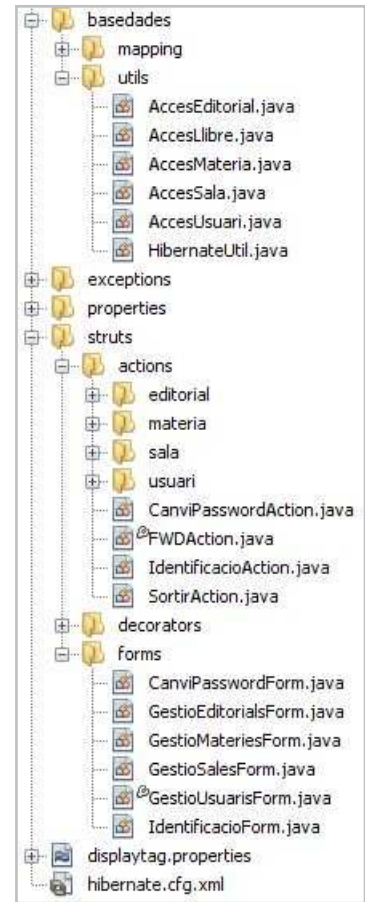 basedades
mapping
utils
AccesEditorial.java
AccesLlibre.java
AccesMateria.java
AccesSala.java
AccesUsuari.java
HibernateUtil.java
exceptions
properties
struts
actions
editorial
materia
sala
usuari
CanviPasswordAction.java
FWDAction.java
IdentificacioAction.java
SortirAction.java
decorators
forms
CanviPasswordForm.java
GestioEditorialsForm.java
GestioMateriesForm.java
GestioSalesForm.java
GestioUsuarisForm.java
IdentificacioForm.java
displaytag.properties
hibernate.cfg.xml